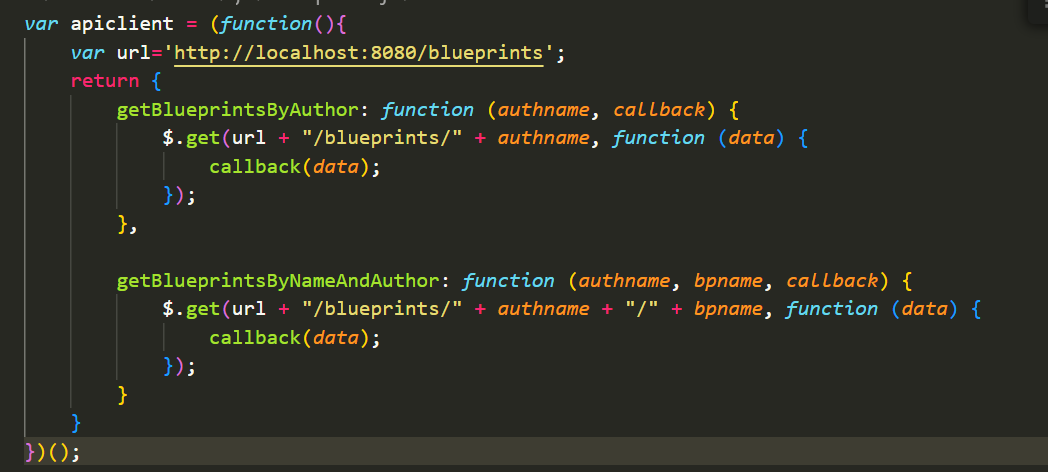 var apiclient = (function(){
    var url='http://localhost:8080/blueprints';
    return {
        getBlueprintsByAuthor: function (authname, callback) {
            $.get(url + "/blueprints/" + authname, function (data) {
                callback(data);
            });
        },

        getBlueprintsByNameAndAuthor: function (authname, bpname, callback) {
            $.get(url + "/blueprints/" + authname + "/" + bpname, function (data) {
                callback(data);
            });
        }
    }
})();